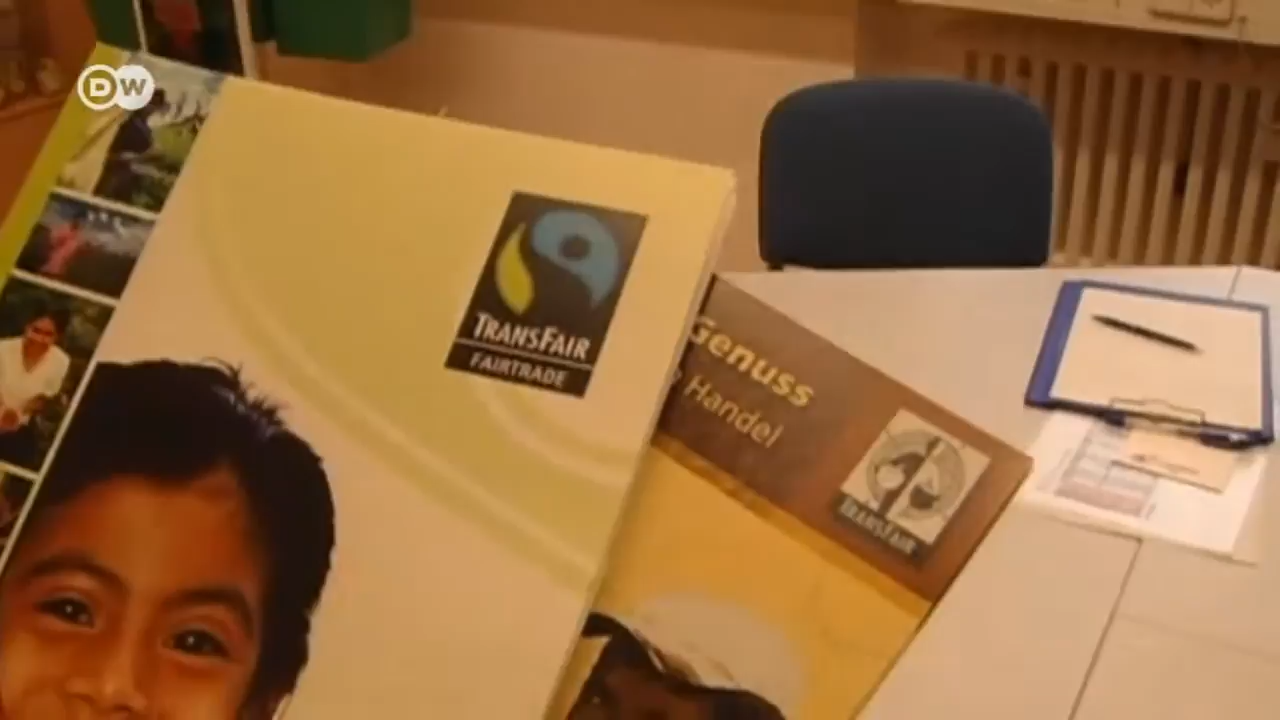 DW
TRANSFAIR
FAIRTRADE
Genuss
Handel
TRANSFAIR